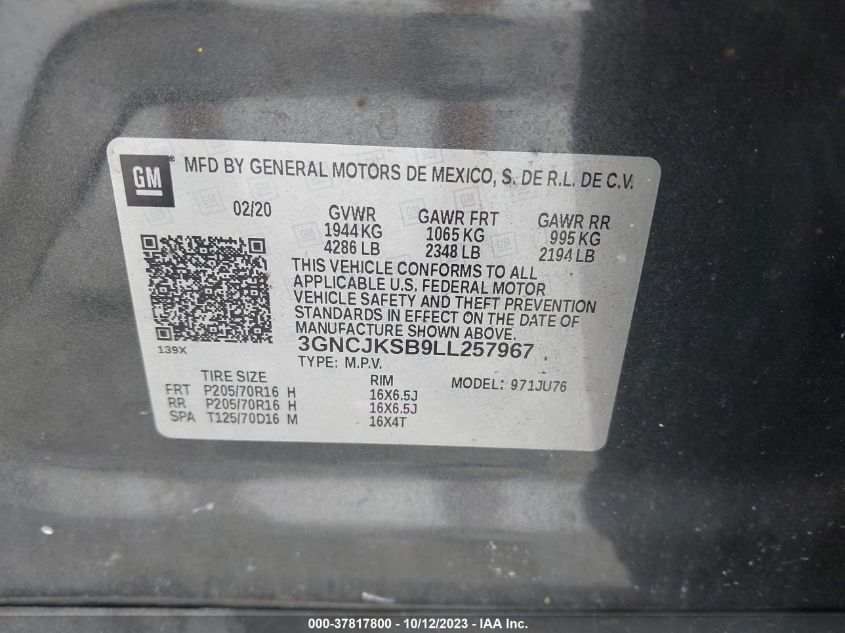 GM ® MFD BY GENERAL MOTORS DE MEXICO, S. DE R.L. DE C.V.
02/20 GVWR GAWR FRT GAWR RR
1944 KG 1065 KG 995 KG
4286 LB 2348 LB 2194 LB
THIS VEHICLE CONFORMS TO ALL
APPLICABLE U.S. FEDERAL MOTOR
VEHICLE SAFETY AND THEFT PREVENTION
STANDARDS IN EFFECT ON THE DATE OF
MANUFACTURE SHOWN ABOVE.
139X 3GNCJKSB9LL257967
TYPE: M.P.V.
TIRE SIZE RIM MODEL: 971JU76
FRT P205/70R16 H 16X6.5J
RR P205/70R16 H 16X6.5J
SPA T125/70D16 M 16X4T
000-37817800 - 10/12/2023 - IAA Inc.